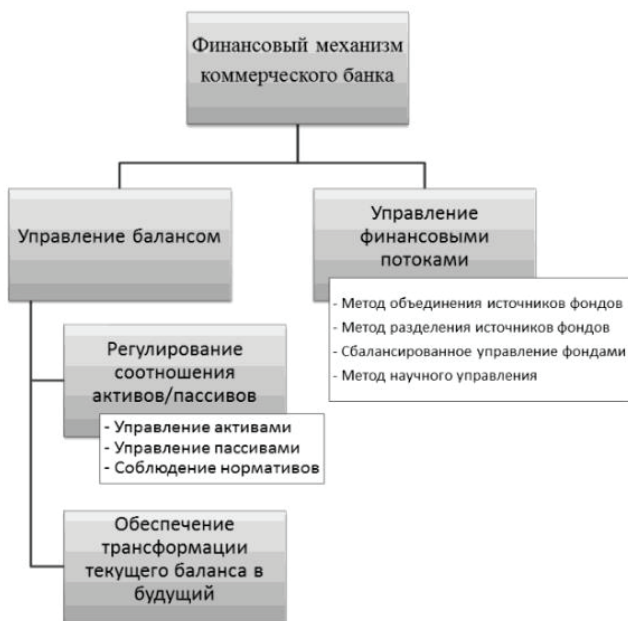 Финансовый механизм
коммерческого банка
Управление балансом
Управление
финансовыми
потоками
- Метод объединения источников фондов
- Метод разделения источников фондов
- Сбалансированное управление фондами
- Метод научного управления
Регулирование
соотношения
активов/пассивов
- Управление активами
- Управление пассивами
- Соблюдение нормативов
Обеспечение
трансформации
текущего баланса в
будущий